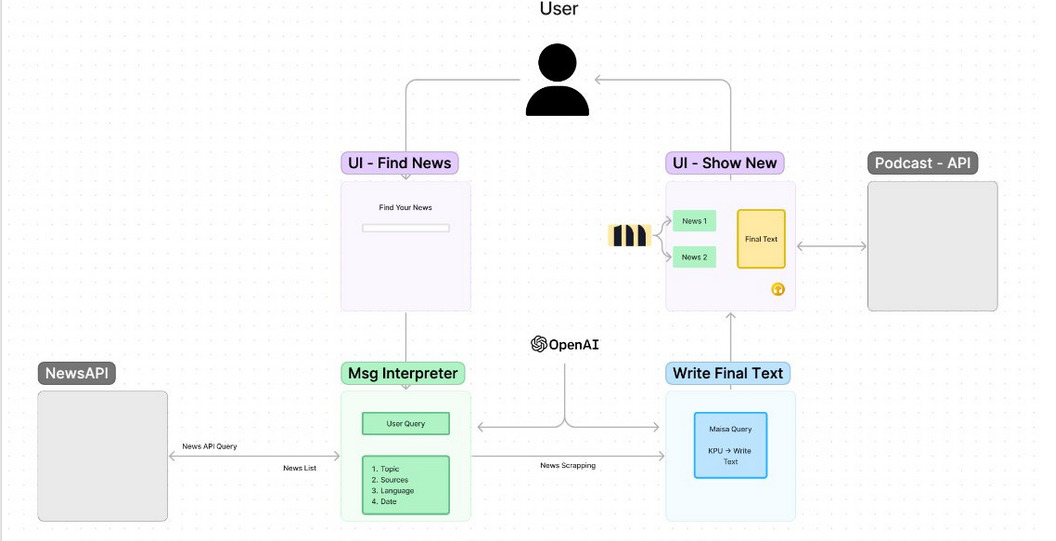 User
UI - Find News
UI - Show New
Podcast - API
Find Your News
News 1
News 2
Final Text
OpenAI
NewsAPI
Msg Interpreter
Write Final Text
User Query
Maisa Query
KPU → Write
Text
News API Query
News List
News Scrapping
1. Topic
2. Sources
3. Language
4. Date